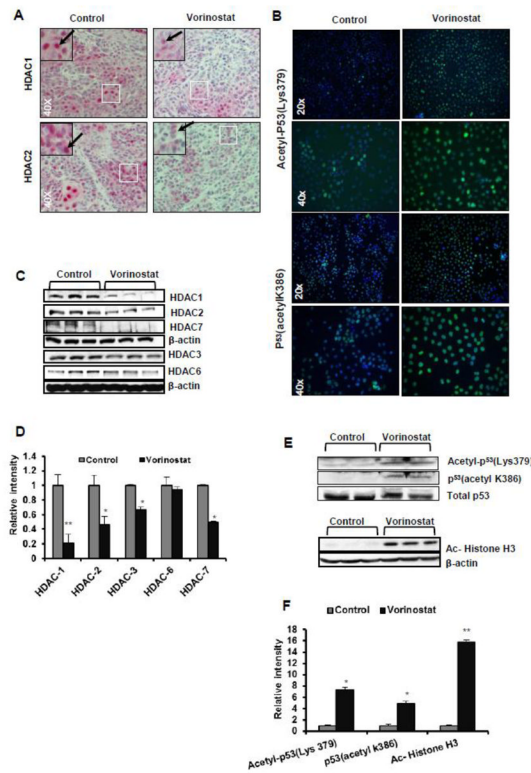 A
Control
Vorinostat
HDAC1
40X
HDAC2
40X
B
Control
Vorinostat
Acetyl-P53(Lys379)
20x
40x
P53(acetylK386)
20x
40x
C
Control
Vorinostat
HDAC1
HDAC2
HDAC7
β-actin
HDAC3
HDAC6
β-actin
D
Control
Vorinostat
Relative intensity
1.4
1.2
1
0.8
0.6
0.4
0.2
0
**
*
*
*
HDAC-1
HDAC-2
HDAC-3
HDAC-6
HDAC-7
E
Control
Vorinostat
Acetyl-p53(Lys379)
p53(acetyl K386)
Total p53
Control
Vorinostat
Ac- Histone H3
β-actin
F
Control
Vorinostat
Relative intensity
18
16
14
12
10
8
6
4
2
0
*
*
**
Acetyl-p53(Lys 379)
p53(acetyl k386)
Ac- Histone H3